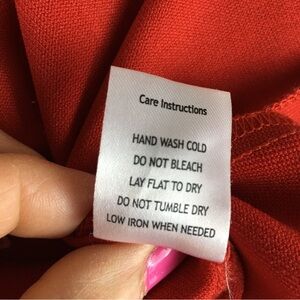 Care Instructions
HAND WASH COLD
DO NOT BLEACH
LAY FLAT TO DRY
DO NOT TUMBLE DRY
LOW IRON WHEN NEEDED